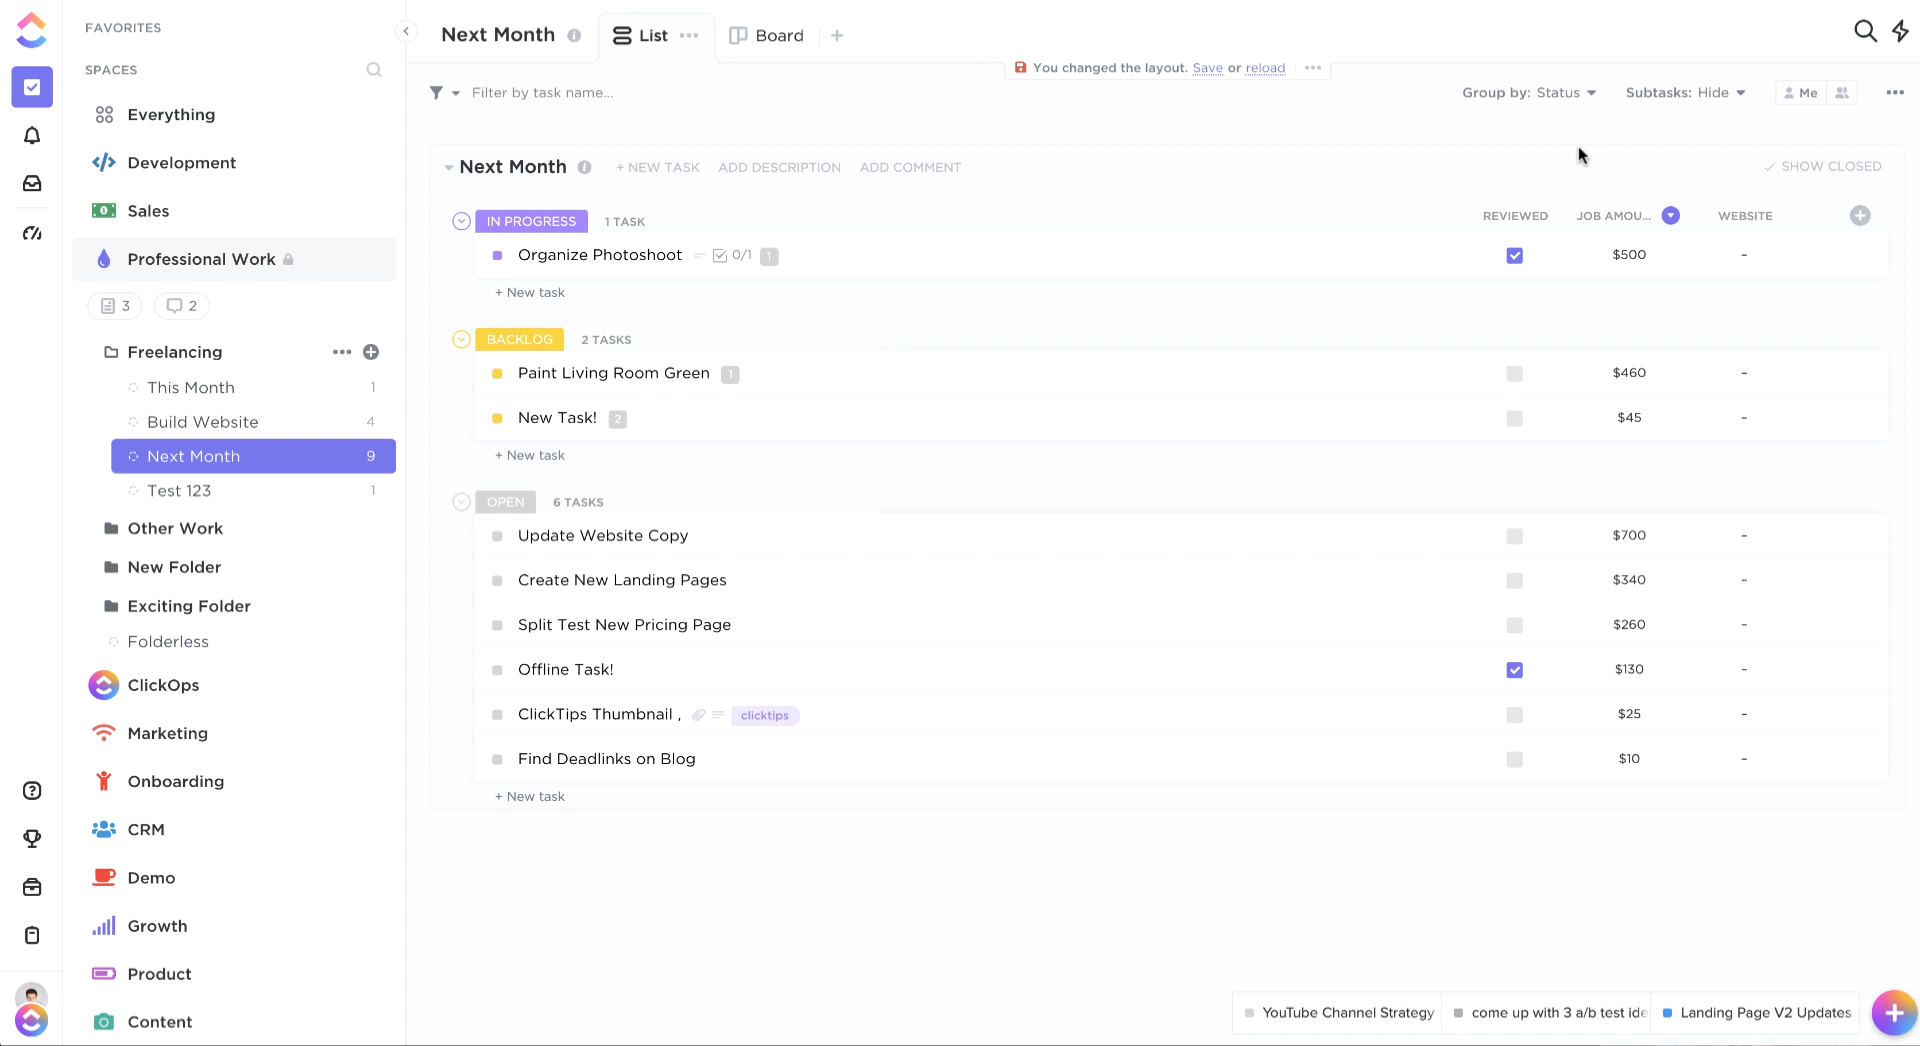 FAVORITES
SPACES
Everything
Development
Sales
Professional Work
3
2
Freelancing
This Month 1
Build Website 4
Next Month 9
Test 123 1
Other Work
New Folder
Exciting Folder
Folderless
ClickOps
Marketing
Onboarding
CRM
Demo
Growth
Product
Content
Next Month
List
Board
You changed the layout. Save or reload
Filter by task name...
Group by: Status
Subtasks: Hide
Me
Next Month
+ NEW TASK
ADD DESCRIPTION
ADD COMMENT
SHOW CLOSED
IN PROGRESS 1 TASK REVIEWED JOB AMOU... WEBSITE
Organize Photoshoot 0/1 1 $500 –
+ New task
BACKLOG 2 TASKS
Paint Living Room Green 1 $460 –
New Task! 2 $45 –
+ New task
OPEN 6 TASKS
Update Website Copy $700 –
Create New Landing Pages $340 –
Split Test New Pricing Page $260 –
Offline Task! $130 –
ClickTips Thumbnail , clicktips $25 –
Find Deadlinks on Blog $10 –
+ New task
YouTube Channel Strategy
come up with 3 a/b test ide
Landing Page V2 Updates